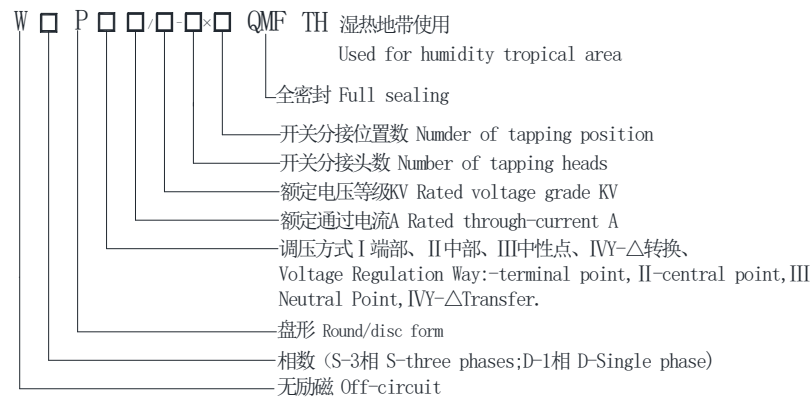 W□P□□/□-□×□ QMF TH 湿热地带使用
Used for humidity tropical area
全密封 Full sealing
开关分接位置数 Numder of tapping position
开关分接头数 Number of tapping heads
额定电压等级KV Rated voltage grade KV
额定通过电流A Rated through-current A
调压方式Ⅰ端部、Ⅱ中部、Ⅲ中性点、ⅣY-△转换、
Voltage Regulation Way:-terminal point,Ⅱ-central point,Ⅲ
Neutral Point,ⅣY-△Transfer.
盘形 Round/disc form
相数（S-3相 S-three phases;D-1相 D-Single phase)
无励磁 Off-circuit